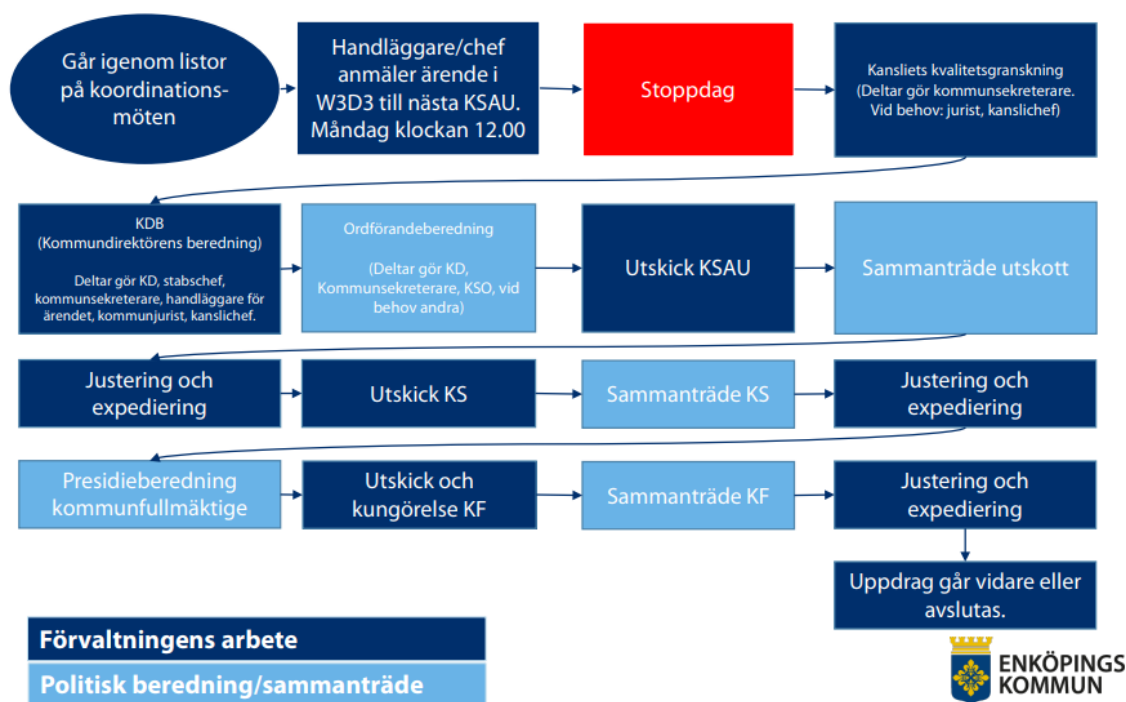 Går igenom listor
på koordinations-
möten
Handläggare/chef
anmäler ärende i
W3D3 till nästa KSAU.
Måndag klockan 12.00
Stoppdag
Kansliets kvalitetsgranskning
(Deltar gör kommunsekreterare.
Vid behov: jurist, kanslichef)
KDB
(Kommundirektörens beredning)
Deltar gör KD, stabschef,
kommunsekreterare, handläggare för
ärendet, kommunjurist, kanslichef.
Ordförandeberedning
(Deltar gör KD,
Kommunsekreterare, KSO, vid
behov andra)
Utskick KSAU
Sammanträde utskott
Justering och
expediering
Utskick KS
Sammanträde KS
Justering och
expediering
Presidieberedning
kommunfullmäktige
Utskick och
kungörelse KF
Sammanträde KF
Justering och
expediering
Uppdrag går vidare eller
avslutas.
Förvaltningens arbete
Politisk beredning/sammanträde
ENKÖPINGS
KOMMUN